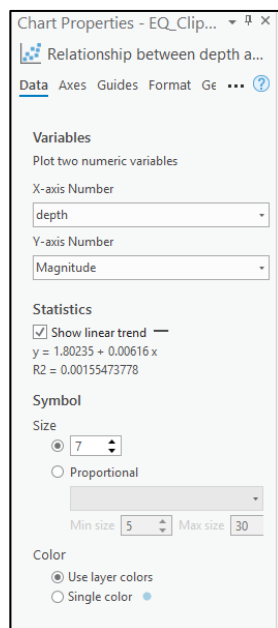 Chart Properties - EQ_Clip...
Relationship between depth a...
Data Axes Guides Format Ge ... ?
Variables
Plot two numeric variables
X-axis Number
depth
Y-axis Number
Magnitude
Statistics
Show linear trend
y = 1.80235 + 0.00616 x
R2 = 0.00155473778
Symbol
Size
7
Proportional
Min size 5 Max size 30
Color
Use layer colors
Single color